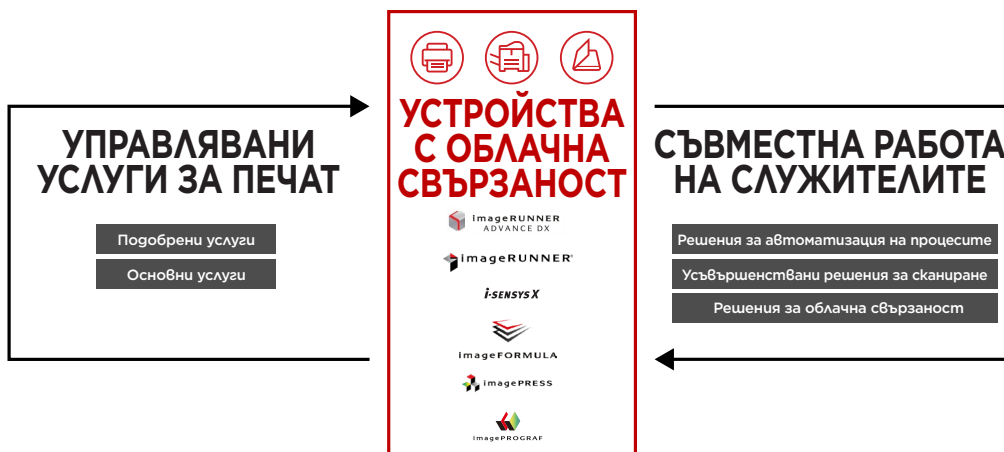 УПРАВЛЯВАНИ
УСЛУГИ ЗА ПЕЧАТ
Подобрени услуги
Основни услуги
УСТРОЙСТВА
С ОБЛАЧНА
СВЪРЗАНОСТ
imageRUNNER
ADVANCE DX
imageRUNNER
i-SENSYS X
imageFORMULA
imagePRESS
imagePROGRAF
СЪВМЕСТНА РАБОТА
НА СЛУЖИТЕЛИТЕ
Решения за автоматизация на процесите
Усъвършенствани решения за сканиране
Решения за облачна свързаност